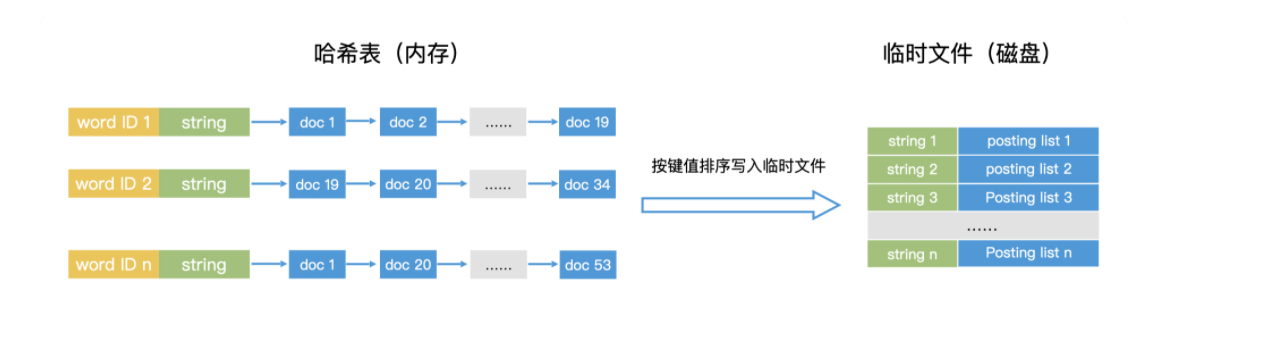 哈希表（内存）
临时文件（磁盘）
word ID 1 string doc 1 doc 2 ...... doc 19
word ID 2 string doc 19 doc 20 ...... doc 34
word ID n string doc 1 doc 20 ...... doc 53
按键值排序写入临时文件
string 1 posting list 1
string 2 posting list 2
string 3 Posting list 3
......
string n Posting list n